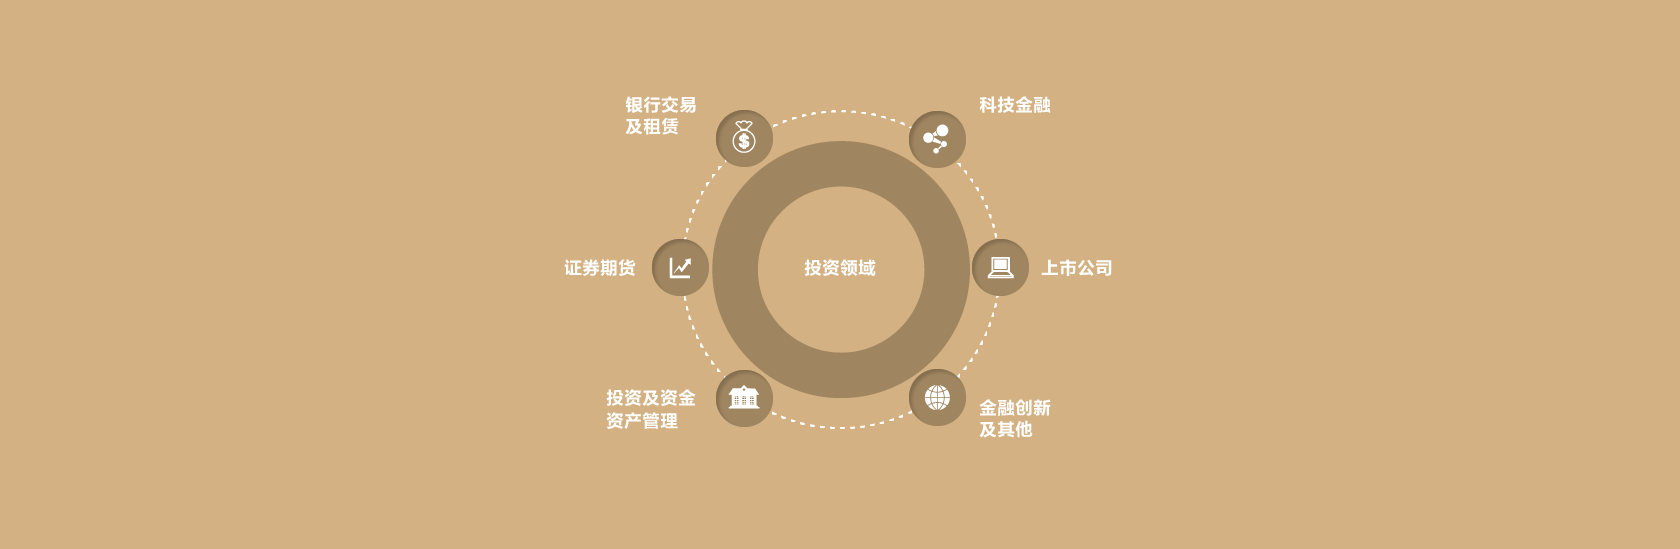 银行交易
及租赁
科技金融
证券期货
投资领域
上市公司
投资及资金
资产管理
金融创新
及其他